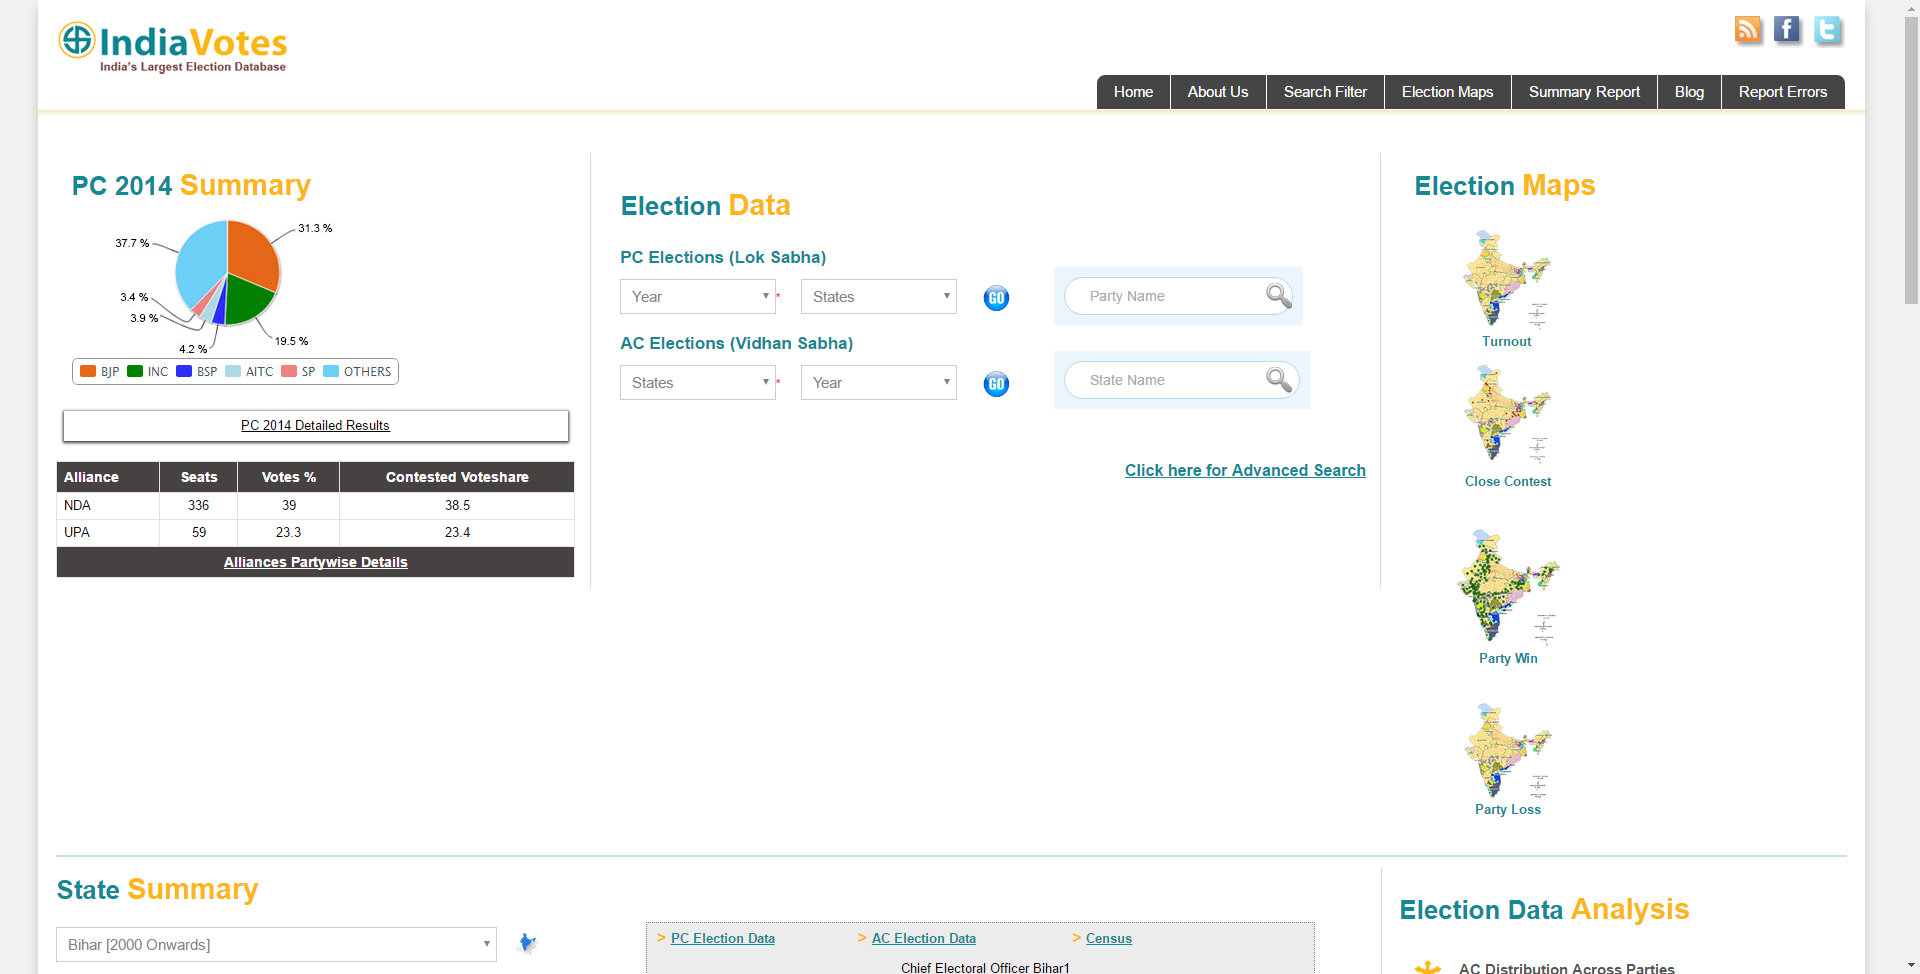 IndiaVotes
India's Largest Election Database
Home
About Us
Search Filter
Election Maps
Summary Report
Blog
Report Errors
PC 2014 Summary
31.3 %
37.7 %
3.4 %
3.9 %
4.2 %
19.5 %
BJP
INC
BSP
AITC
SP
OTHERS
PC 2014 Detailed Results
Alliance Seats Votes % Contested Voteshare
NDA 336 39 38.5
UPA 59 23.3 23.4
Alliances Partywise Details
Election Data
PC Elections (Lok Sabha)
Year * States GO
Party Name
AC Elections (Vidhan Sabha)
States * Year GO
State Name
Click here for Advanced Search
Election Maps
Turnout
Close Contest
Party Win
Party Loss
State Summary
Bihar [2000 Onwards]
> PC Election Data > AC Election Data > Census
Chief Electoral Officer Bihar1
Election Data Analysis
AC Distribution Across Parties